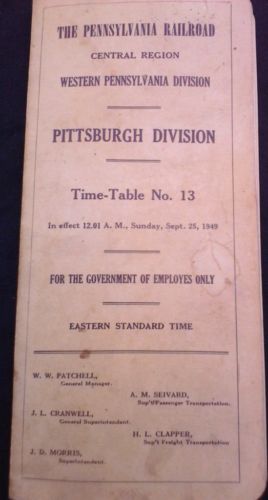 THE PENNSYLVANIA RAILROAD
CENTRAL REGION
WESTERN PENNSYLVANIA DIVISION
PITTSBURGH DIVISION
Time-Table No. 13
In effect 12.01 A. M., Sunday, Sept. 25, 1949
FOR THE GOVERNMENT OF EMPLOYES ONLY
EASTERN STANDARD TIME
W. W. PATCHELL,
General Manager.
A. M. SEIVARD,
Sup't Passenger Transportation.
J. L. CRANWELL,
General Superintendent.
H. L. CLAPPER,
Sup't Freight Transportation
J. D. MORRIS,
Superintendent.